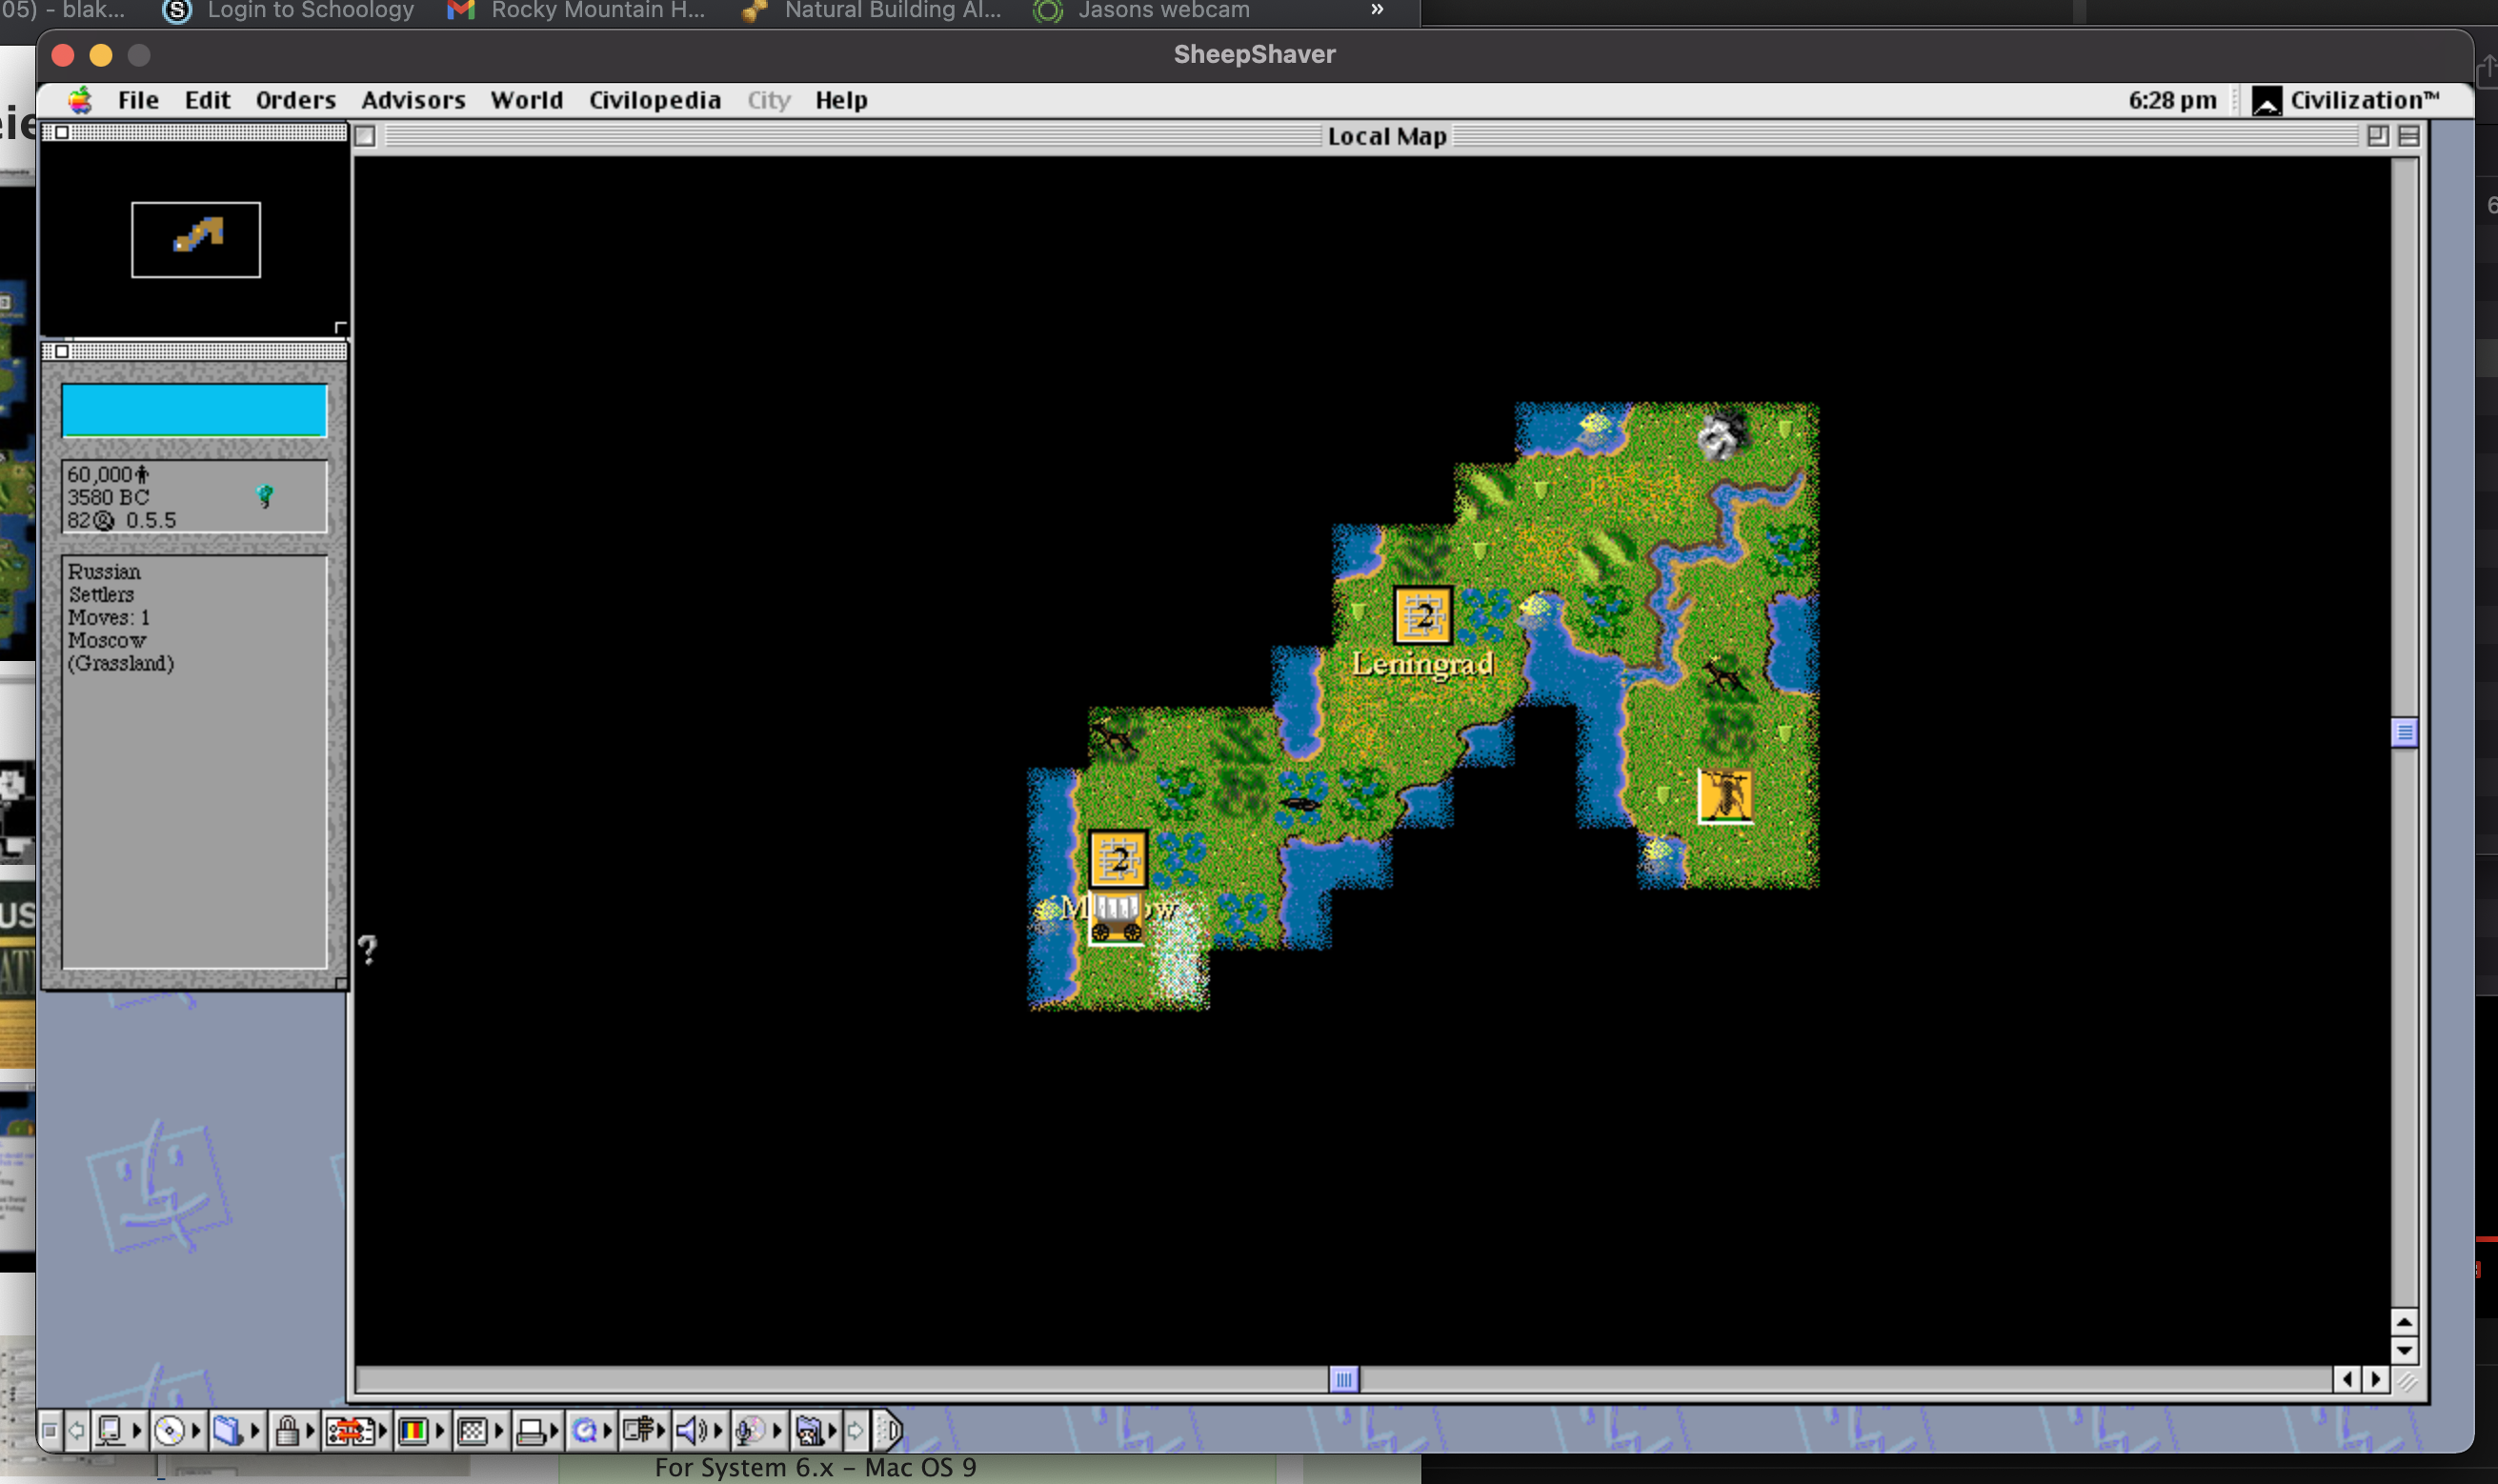 05) - blak...
Login to Schoology
Rocky Mountain H...
Natural Building Al...
Jasons webcam
»
SheepShaver
File Edit Orders Advisors World Civilopedia City Help
6:28 pm
Civilization™
Local Map
60,000
3580 BC
82 0.5.5
Russian
Settlers
Moves: 1
Moscow
(Grassland)
2
Leningrad
2
?
For System 6.x – Mac OS 9